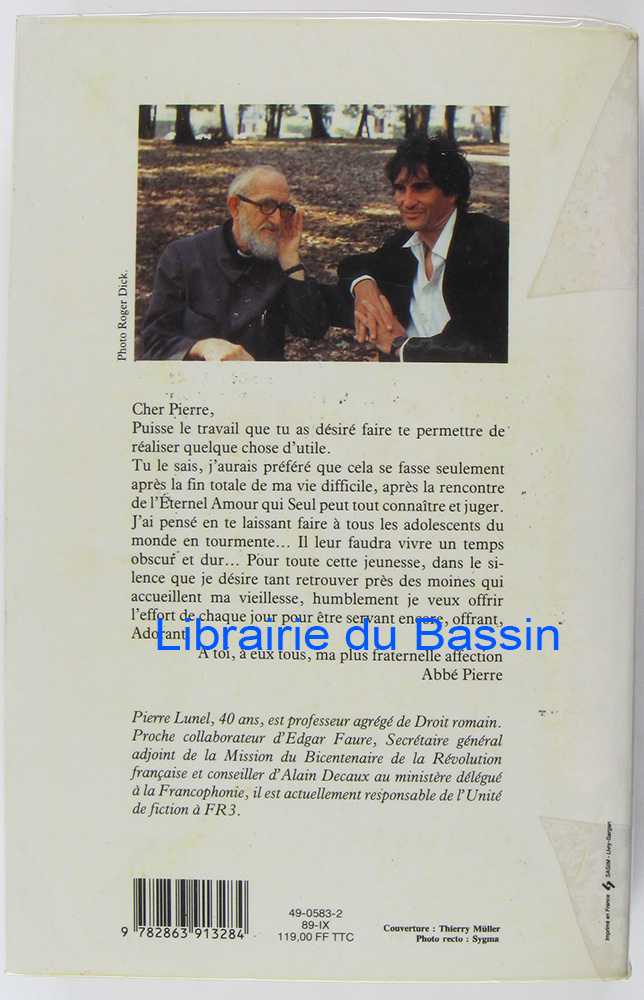 Photo Roger Dick.
Cher Pierre,
Puisse le travail que tu as désiré faire te permettre de
réaliser quelque chose d'utile.
Tu le sais, j'aurais préféré que cela se fasse seulement
après la fin totale de ma vie difficile, après la rencontre
de l'Éternel Amour qui Seul peut tout connaître et juger.
J'ai pensé en te laissant faire à tous les adolescents du
monde en tourmente... Il leur faudra vivre un temps
obscur et dur... Pour toute cette jeunesse, dans le si-
lence que je désire tant retrouver près des moines qui
accueillent ma vieillesse, humblement je veux offrir
l'effort de chaque jour pour être servant encore, offrant,
Adorant.
Librairie du Bassin
A toi, à eux tous, ma plus fraternelle affection
Abbé Pierre
Pierre Lunel, 40 ans, est professeur agrégé de Droit romain.
Proche collaborateur d'Edgar Faure, Secrétaire général
adjoint de la Mission du Bicentenaire de la Révolution
française et conseiller d'Alain Decaux au ministère délégué
à la Francophonie, il est actuellement responsable de l'Unité
de fiction à FR3.
9 782863 913284
49-0583-2
89-IX
119,00 FF TTC
Couverture : Thierry Müller
Photo recto : Sygma
Imprimé en France SAGIM - Livry-Gargan